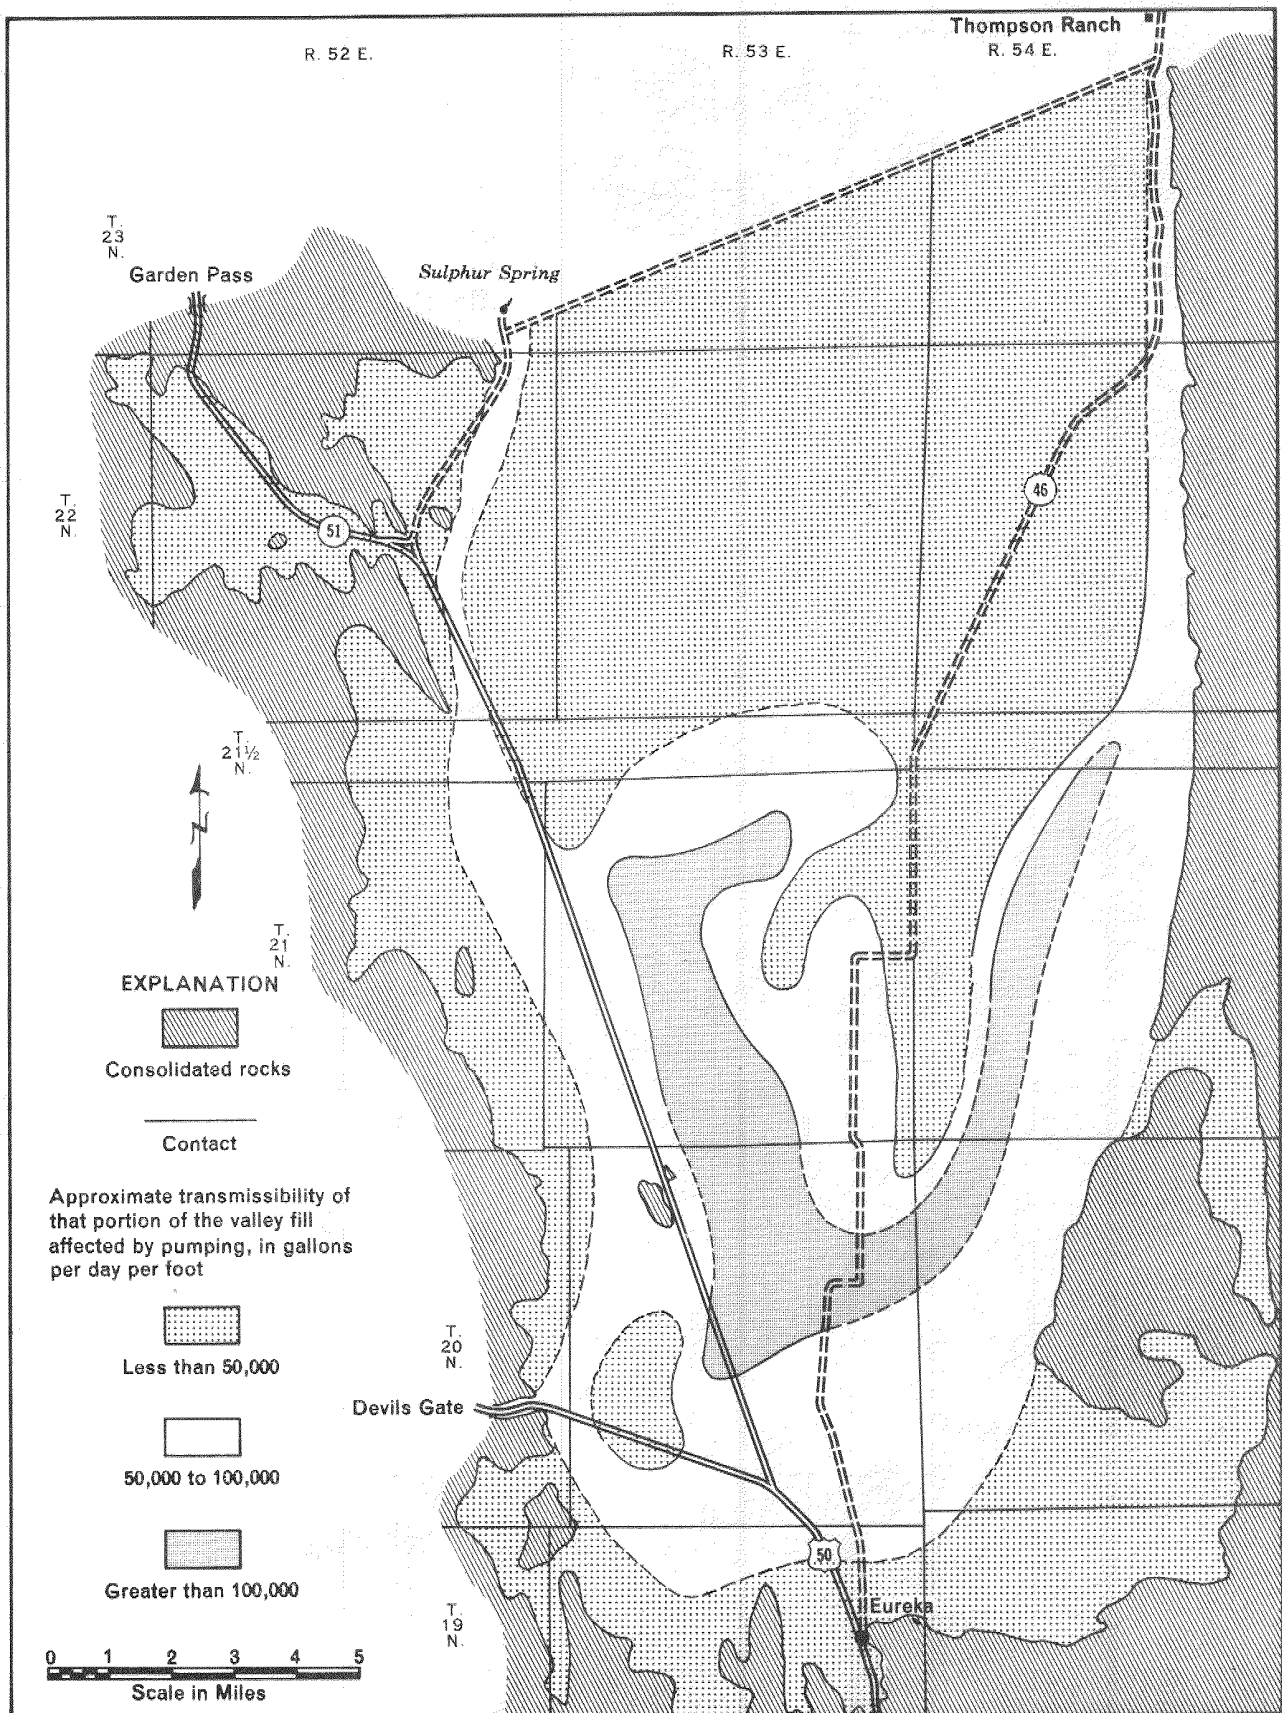 Thompson Ranch
R. 52 E.
R. 53 E.
R. 54 E.
T.
23
N.
Garden Pass
Sulphur Spring
46
T.
22
N.
51
T.
21½
N.
T.
21
N.
EXPLANATION
Consolidated rocks
Contact
Approximate transmissibility of
that portion of the valley fill
affected by pumping, in gallons
per day per foot
Less than 50,000
50,000 to 100,000
Greater than 100,000
N
T.
20
N.
Devils Gate
50
Eureka
T.
19
N.
0 1 2 3 4 5
Scale in Miles